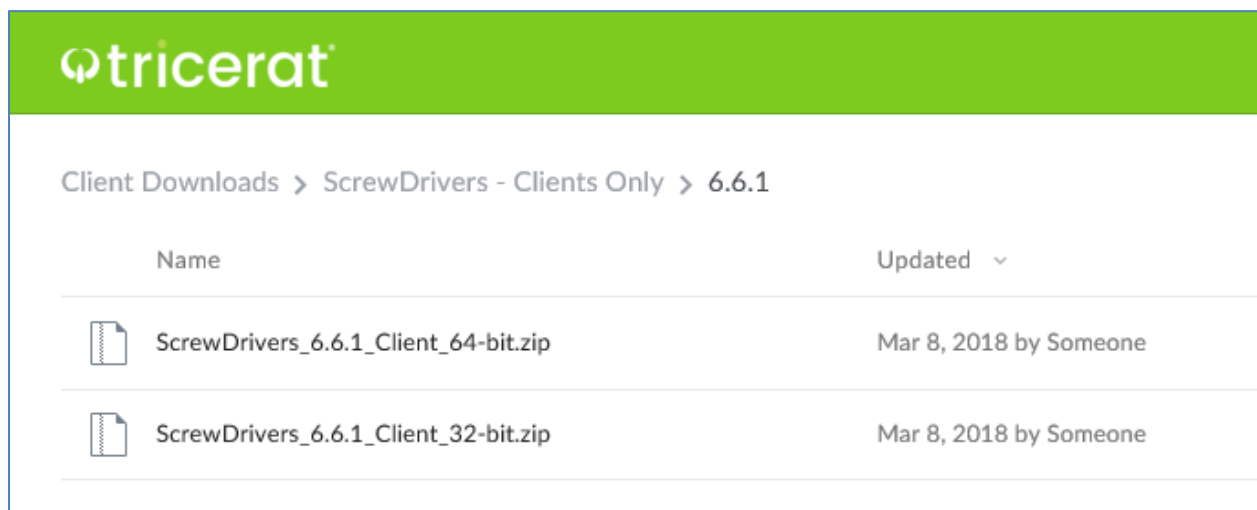 tricerat
Client Downloads > ScrewDrivers - Clients Only > 6.6.1
Name Updated
ScrewDrivers_6.6.1_Client_64-bit.zip Mar 8, 2018 by Someone
ScrewDrivers_6.6.1_Client_32-bit.zip Mar 8, 2018 by Someone